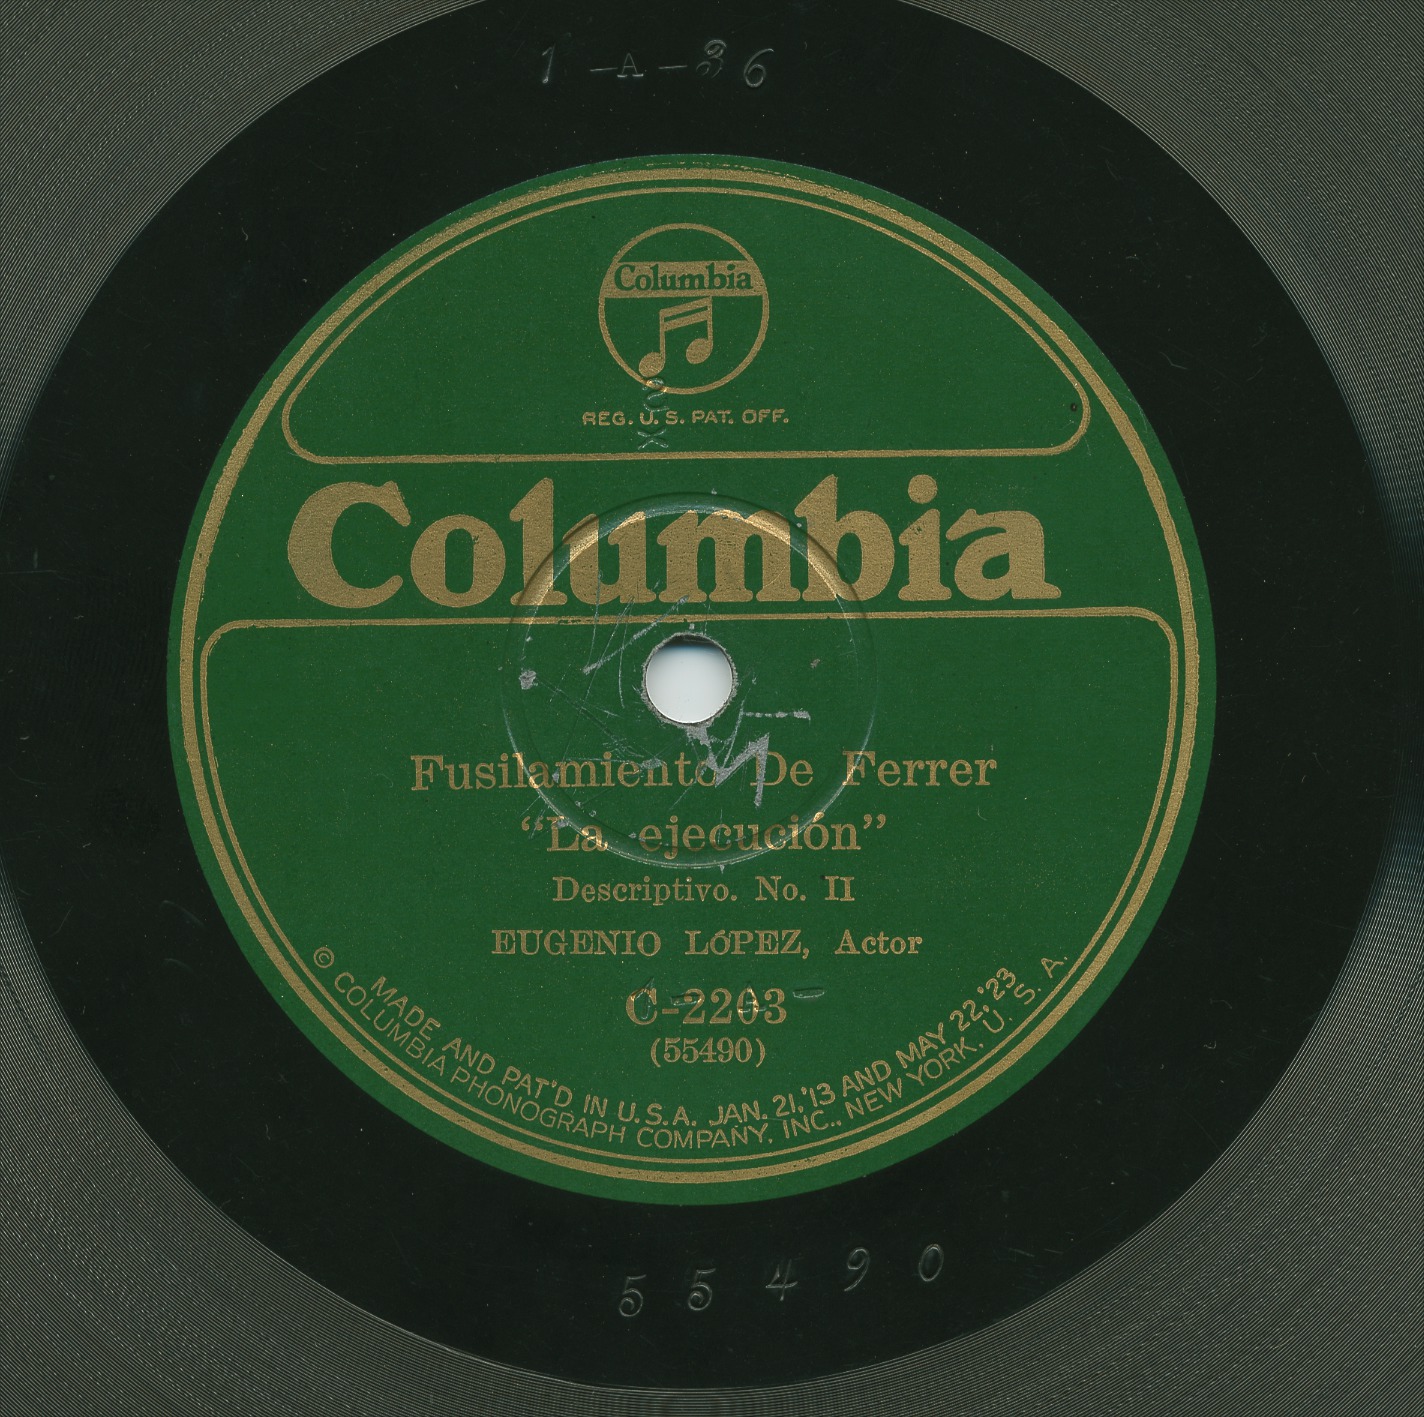 1 -A- 36
Columbia
REG. U. S. PAT. OFF.
Columbia
Fusilamiento De Ferrer
“La ejecución”
Descriptivo. No. II
EUGENIO LóPEZ, Actor
C-2203
(55490)
MADE AND PAT'D IN U.S.A. JAN. 21,'13 AND MAY 22,'23
© COLUMBIA PHONOGRAPH COMPANY, INC., NEW YORK, U. S. A.
55490